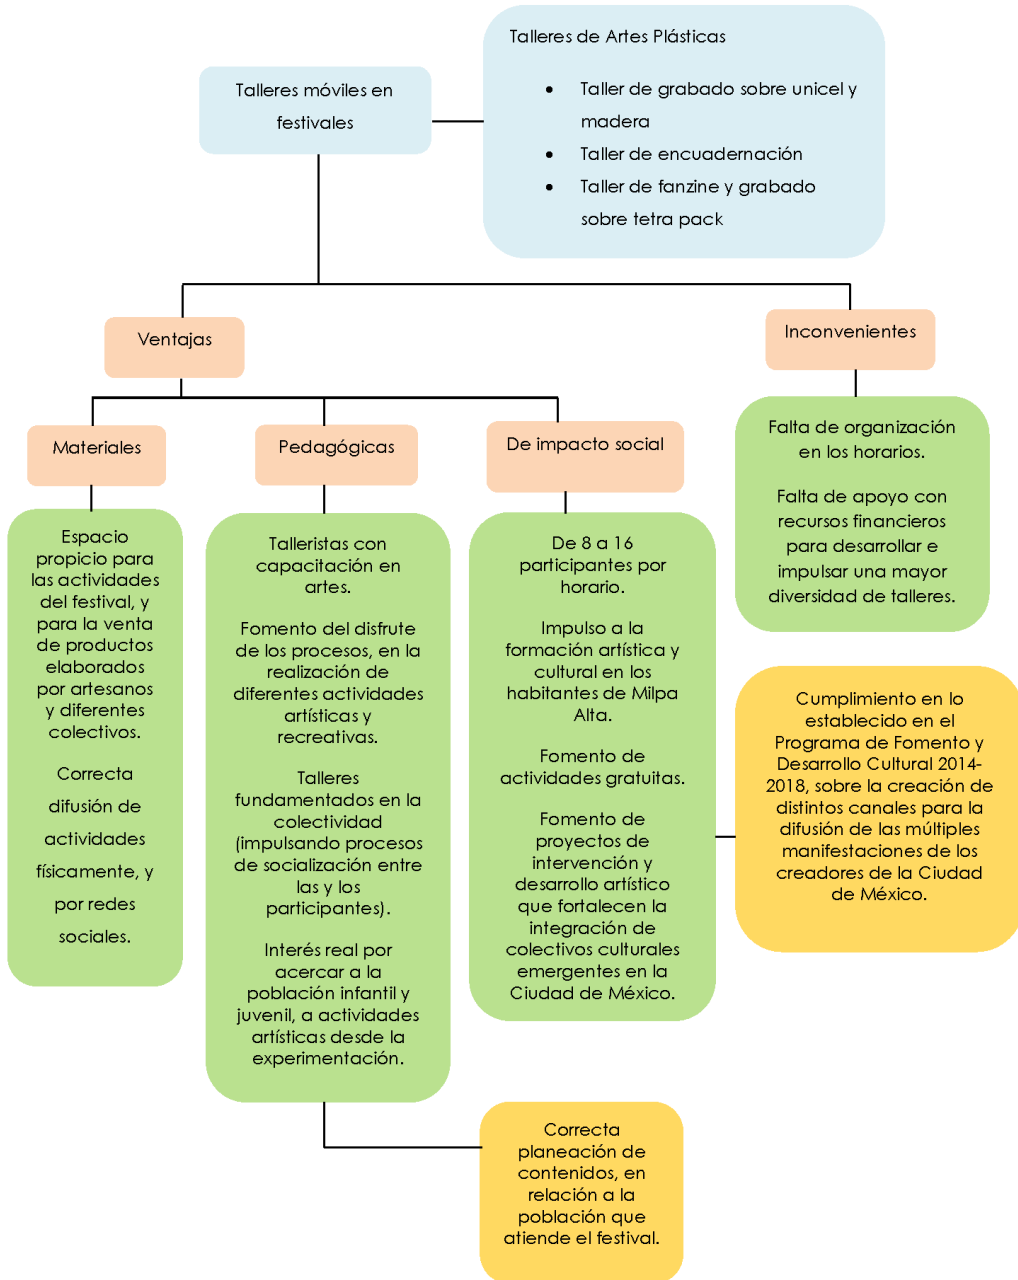 Talleres de Artes Plásticas
• Taller de grabado sobre unicel y
madera
• Taller de encuadernación
• Taller de fanzine y grabado
sobre tetra pack
Talleres móviles en
festivales
Ventajas
Inconvenientes
Materiales
Pedagógicas
De impacto social
Falta de organización
en los horarios.
Falta de apoyo con
recursos financieros
para desarrollar e
impulsar una mayor
diversidad de talleres.
Espacio
propicio para
las actividades
del festival, y
para la venta
de productos
elaborados
por artesanos
y diferentes
colectivos.
Correcta
difusión de
actividades
físicamente, y
por redes
sociales.
Talleristas con
capacitación en
artes.
Fomento del disfrute
de los procesos, en la
realización de
diferentes actividades
artísticas y
recreativas.
Talleres
fundamentados en la
colectividad
(impulsando procesos
de socialización entre
las y los
participantes).
Interés real por
acercar a la
población infantil y
juvenil, a actividades
artísticas desde la
experimentación.
De 8 a 16
participantes por
horario.
Impulso a la
formación artística y
cultural en los
habitantes de Milpa
Alta.
Fomento de
actividades gratuitas.
Fomento de
proyectos de
intervención y
desarrollo artístico
que fortalecen la
integración de
colectivos culturales
emergentes en la
Ciudad de México.
Cumplimiento en lo
establecido en el
Programa de Fomento y
Desarrollo Cultural 2014-
2018, sobre la creación de
distintos canales para la
difusión de las múltiples
manifestaciones de los
creadores de la Ciudad
de México.
Correcta
planeación de
contenidos, en
relación a la
población que
atiende el festival.